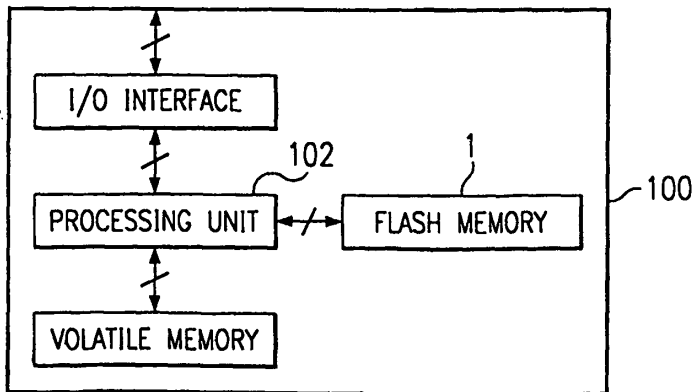 I/O INTERFACE
102
1
PROCESSING UNIT
FLASH MEMORY
100
VOLATILE MEMORY